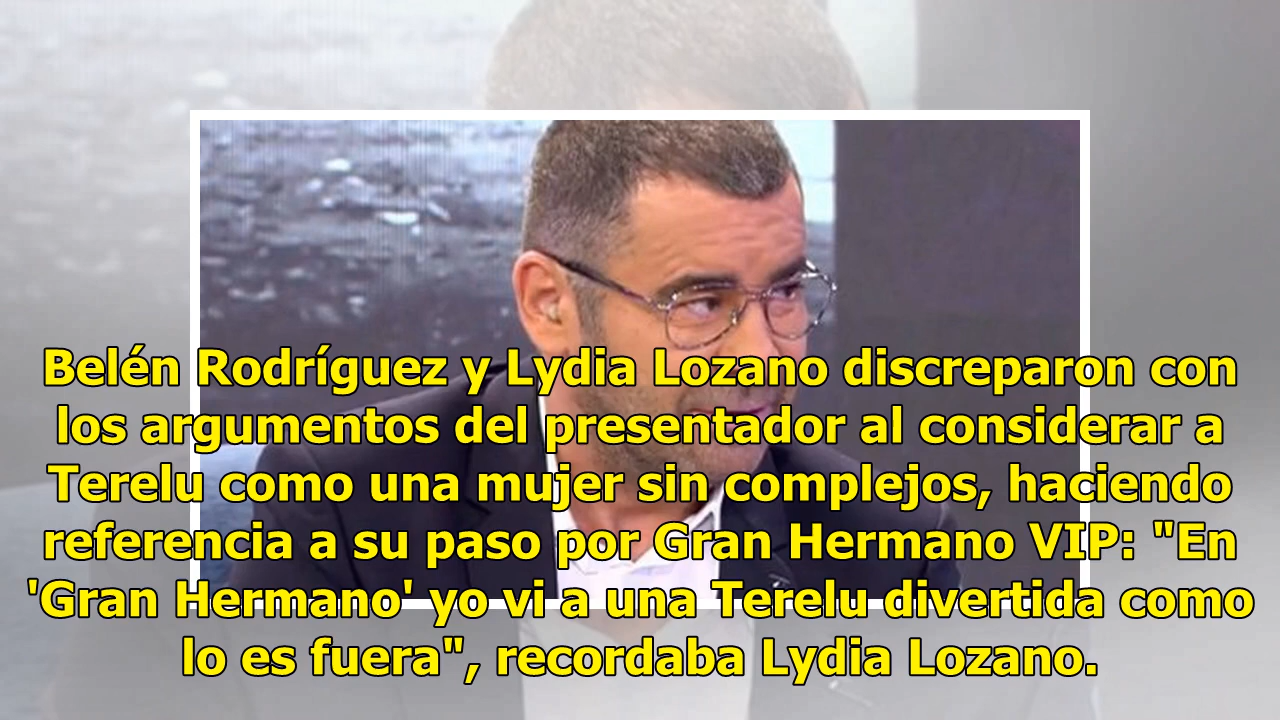 Belén Rodríguez y Lydia Lozano discreparon con
los argumentos del presentador al considerar a
Terelu como una mujer sin complejos, haciendo
referencia a su paso por Gran Hermano VIP: "En
'Gran Hermano' yo vi a una Terelu divertida como
lo es fuera", recordaba Lydia Lozano.